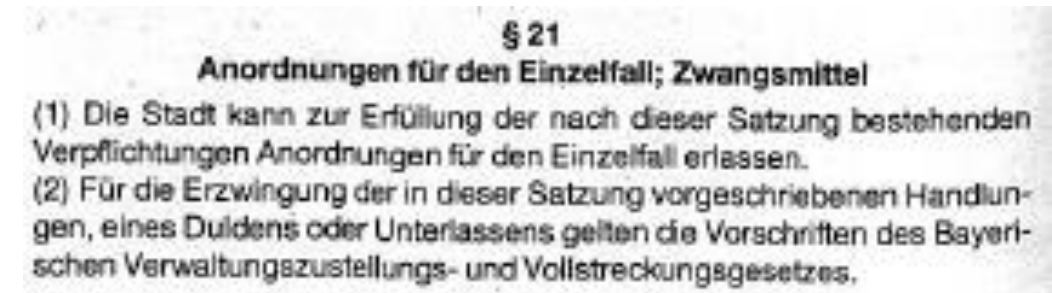 § 21
Anordnungen für den Einzelfall; Zwangsmittel
(1) Die Stadt kann zur Erfüllung der nach dieser Satzung bestehenden
Verpflichtungen Anordnungen für den Einzelfall erlassen.
(2) Für die Erzwingung der in dieser Satzung vorgeschriebenen Handlun-
gen, eines Duldens oder Unterlassens gelten die Vorschriften des Bayeri-
schen Verwaltungszustellungs- und Vollstreckungsgesetzes.